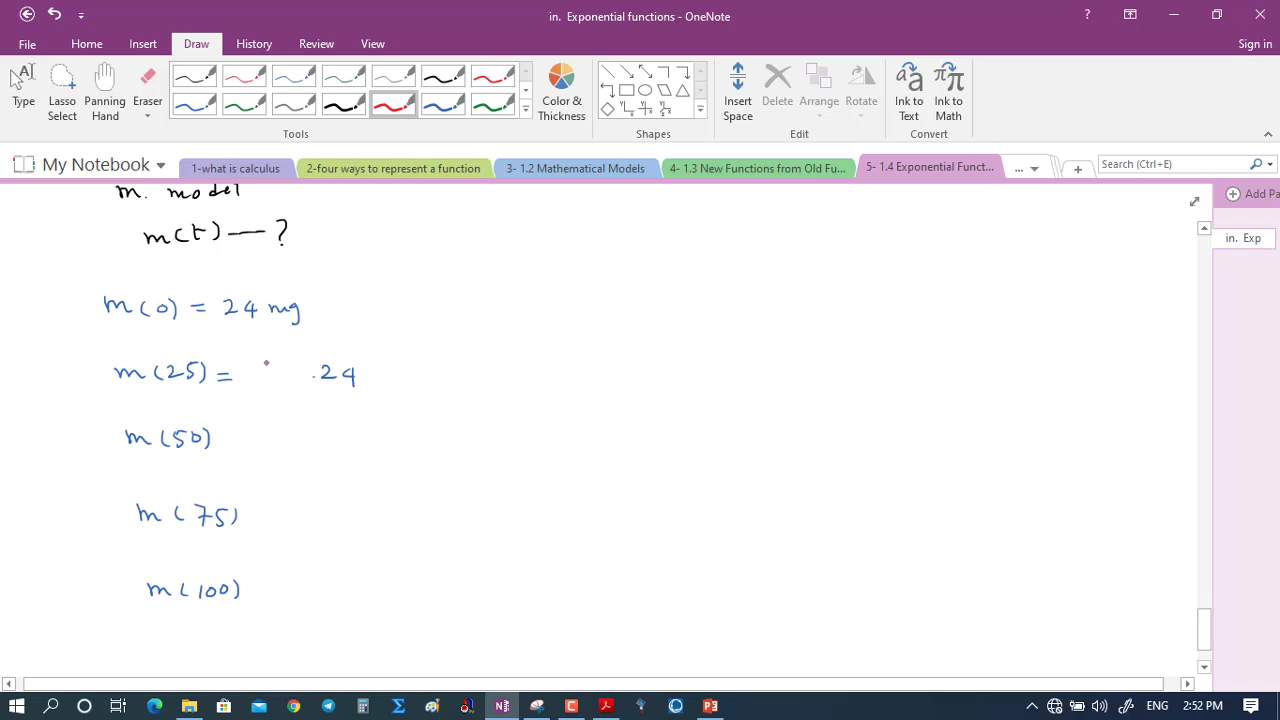 in. Exponential functions - OneNote
File Home Insert Draw History Review View Sign in
Type Lasso Select Panning Hand Eraser Color & Thickness Insert Space Delete Arrange Rotate Ink to Text Ink to Math
Tools Shapes Edit Convert
My Notebook 1-what is calculus 2-four ways to represent a function 3- 1.2 Mathematical Models 4- 1.3 New Functions from Old Fu... 5- 1.4 Exponential Funct... ... Search (Ctrl+E)
Add Pa
in. Exp
m. model
m(t) — ?
m(0) = 24 mg
m(25) = .24
m(50)
m(75)
m(100)
ENG 2:52 PM